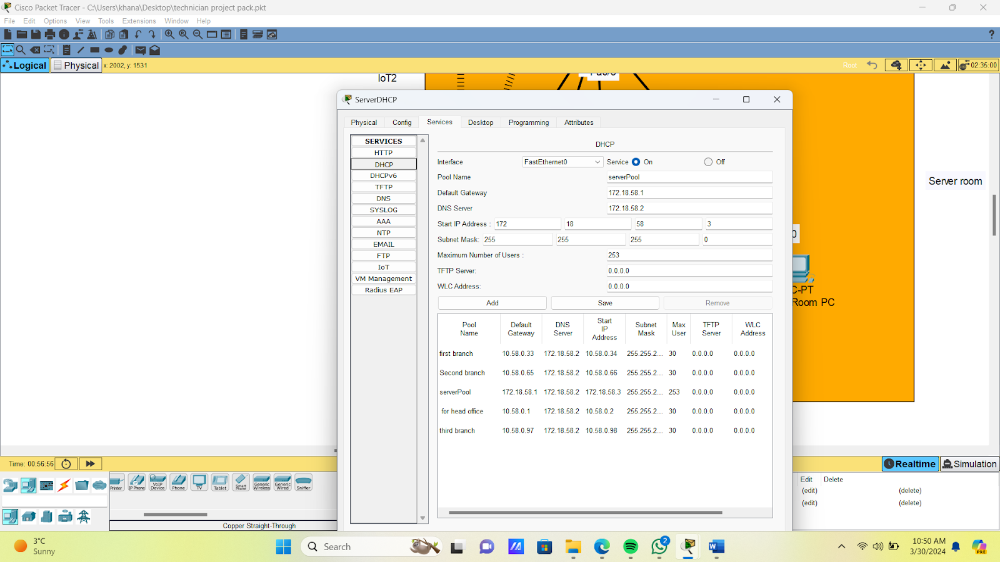 Cisco Packet Tracer - C:\Users\khana\Desktop\technician project pack.pkt
File Edit Options View Tools Extensions Window Help
?
Logical Physical x: 2002, y: 1531 Root 02:35:00
IoT2
ServerDHCP
Physical Config Services Desktop Programming Attributes
SERVICES
HTTP
DHCP
DHCPv6
TFTP
DNS
SYSLOG
AAA
NTP
EMAIL
FTP
IoT
VM Management
Radius EAP
DHCP
Interface FastEthernet0 Service On Off
Pool Name serverPool
Default Gateway 172.18.58.1
DNS Server 172.18.58.2
Start IP Address : 172 18 58 3
Subnet Mask: 255 255 255 0
Maximum Number of Users : 253
TFTP Server: 0.0.0.0
WLC Address: 0.0.0.0
Add Save Remove
Pool Name Default Gateway DNS Server Start IP Address Subnet Mask Max User TFTP Server WLC Address
first branch 10.58.0.33 172.18.58.2 10.58.0.34 255.255.2... 30 0.0.0.0 0.0.0.0
Second branch 10.58.0.65 172.18.58.2 10.58.0.66 255.255.2... 30 0.0.0.0 0.0.0.0
serverPool 172.18.58.1 172.18.58.2 172.18.58.3 255.255.2... 253 0.0.0.0 0.0.0.0
for head office 10.58.0.1 172.18.58.2 10.58.0.2 255.255.2... 30 0.0.0.0 0.0.0.0
third branch 10.58.0.97 172.18.58.2 10.58.0.98 255.255.2... 30 0.0.0.0 0.0.0.0
Server room
0
C-PT
Room PC
Time: 00:56:56
Realtime Simulation
Printer IP Phone VoIP Device Phone TV Tablet Smart Phone Generic Wireless Generic Wired Sniffer
Copper Straight-Through
Edit Delete
(edit) (delete)
(edit) (delete)
3°C
Sunny
Search
2
10:50 AM
3/30/2024
PRE